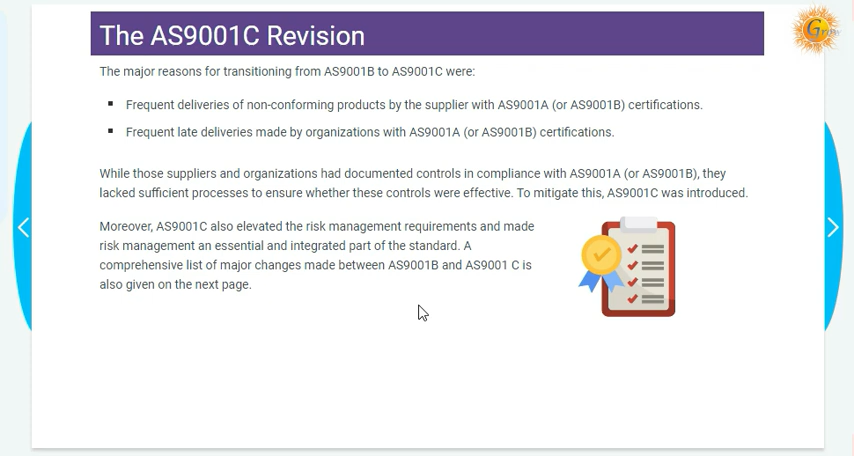 The AS9001C Revision
The major reasons for transitioning from AS9001B to AS9001C were:
▪ Frequent deliveries of non-conforming products by the supplier with AS9001A (or AS9001B) certifications.
▪ Frequent late deliveries made by organizations with AS9001A (or AS9001B) certifications.
While those suppliers and organizations had documented controls in compliance with AS9001A (or AS9001B), they
lacked sufficient processes to ensure whether these controls were effective. To mitigate this, AS9001C was introduced.
Moreover, AS9001C also elevated the risk management requirements and made
risk management an essential and integrated part of the standard. A
comprehensive list of major changes made between AS9001B and AS9001 C is
also given on the next page.